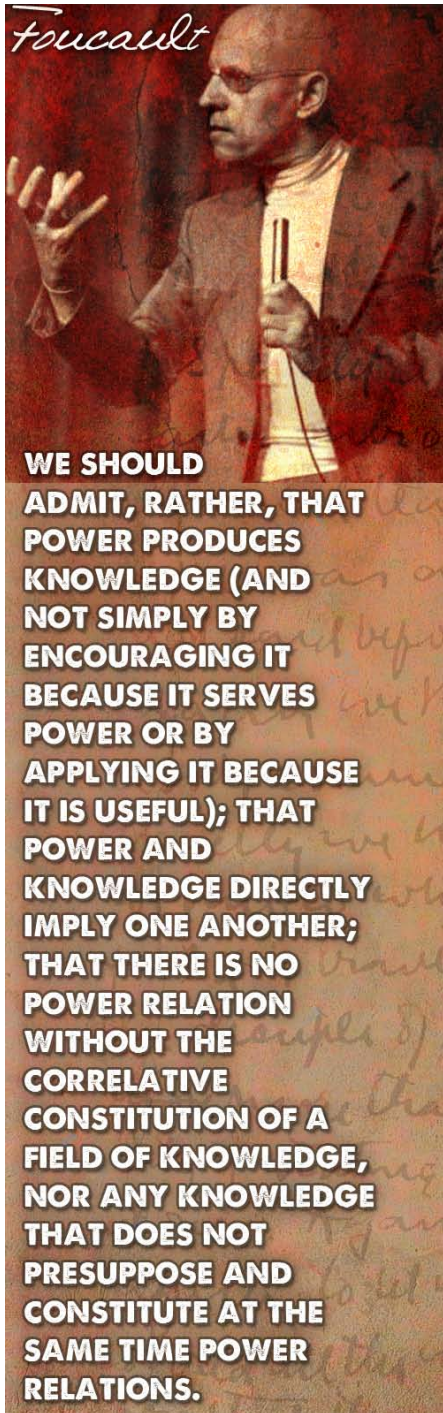 Foucault
WE SHOULD
ADMIT, RATHER, THAT
POWER PRODUCES
KNOWLEDGE (AND
NOT SIMPLY BY
ENCOURAGING IT
BECAUSE IT SERVES
POWER OR BY
APPLYING IT BECAUSE
IT IS USEFUL); THAT
POWER AND
KNOWLEDGE DIRECTLY
IMPLY ONE ANOTHER;
THAT THERE IS NO
POWER RELATION
WITHOUT THE
CORRELATIVE
CONSTITUTION OF A
FIELD OF KNOWLEDGE,
NOR ANY KNOWLEDGE
THAT DOES NOT
PRESUPPOSE AND
CONSTITUTE AT THE
SAME TIME POWER
RELATIONS.